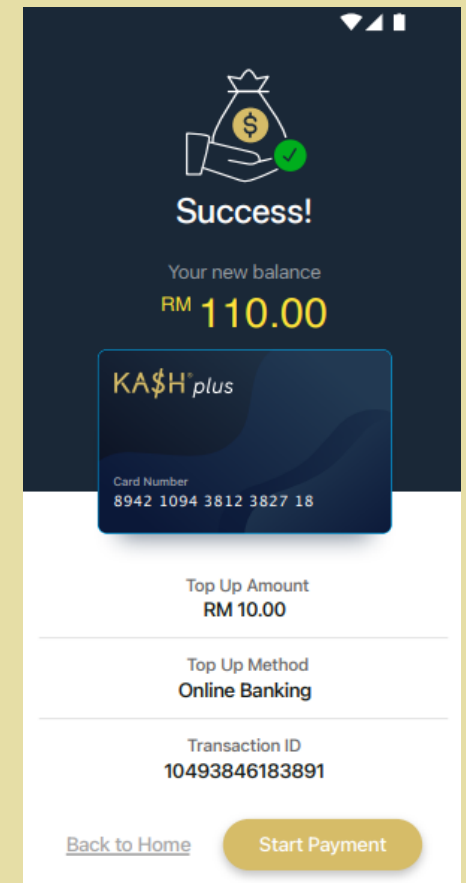 $
Success!
Your new balance
RM 110.00
KA$H® plus
Card Number
8942 1094 3812 3827 18
Top Up Amount
RM 10.00
Top Up Method
Online Banking
Transaction ID
10493846183891
Back to Home Start Payment